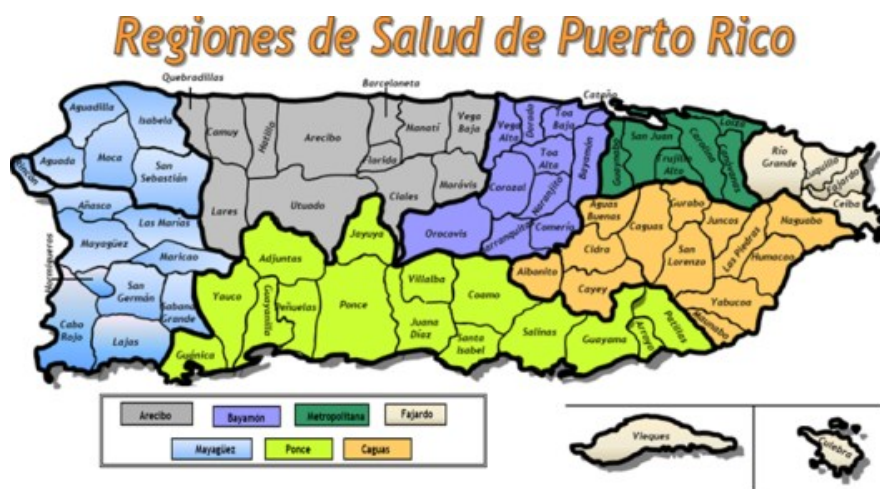 Regiones de Salud de Puerto Rico
Quebradillas
Barceloneta
Cataño
Aguadilla
Isabela
Camuy
Hatillo
Arecibo
Manatí
Vega Baja
Vega Alta
Dorado
Toa Baja
San Juan
Loiza
Aguada
Moca
San Sebastián
Rincón
Florida
Toa Alta
Bayamón
Guaynabo
Trujillo Alto
Carolina
Canóvanas
Río Grande
Luquillo
Fajardo
Ceiba
Lares
Utuado
Ciales
Morovis
Corozal
Naranjito
Añasco
Las Marías
Mayagüez
Maricao
Hormigueros
Adjuntas
Jayuya
Orocovis
Barranquitas
Comerío
Aguas Buenas
Caguas
Gurabo
Juncos
Naguabo
Las Piedras
Humacao
San Germán
Sabana Grande
Cabo Rojo
Lajas
Yauco
Guayanilla
Peñuelas
Ponce
Villalba
Coamo
Aibonito
Cidra
Cayey
San Lorenzo
Yabucoa
Maunabo
Guánica
Juana Díaz
Santa Isabel
Salinas
Guayama
Arroyo
Patillas
Arecibo
Bayamón
Metropolitana
Fajardo
Mayagüez
Ponce
Caguas
Vieques
Culebra